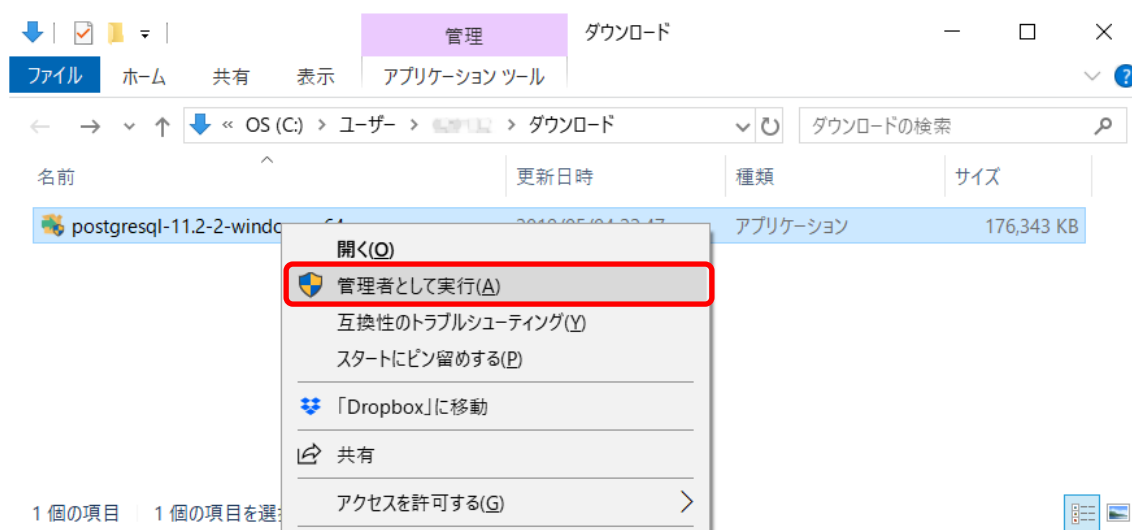 管理
ダウンロード
ファイル
ホーム
共有
表示
アプリケーション ツール
« OS (C:) > ユーザー > > ダウンロード
ダウンロードの検索
名前
更新日時
種類
サイズ
postgresql-11.2-2-windo
アプリケーション
176,343 KB
開く(O)
管理者として実行(A)
互換性のトラブルシューティング(Y)
スタートにピン留めする(P)
「Dropbox」に移動
共有
アクセスを許可する(G)
1 個の項目
1 個の項目を選